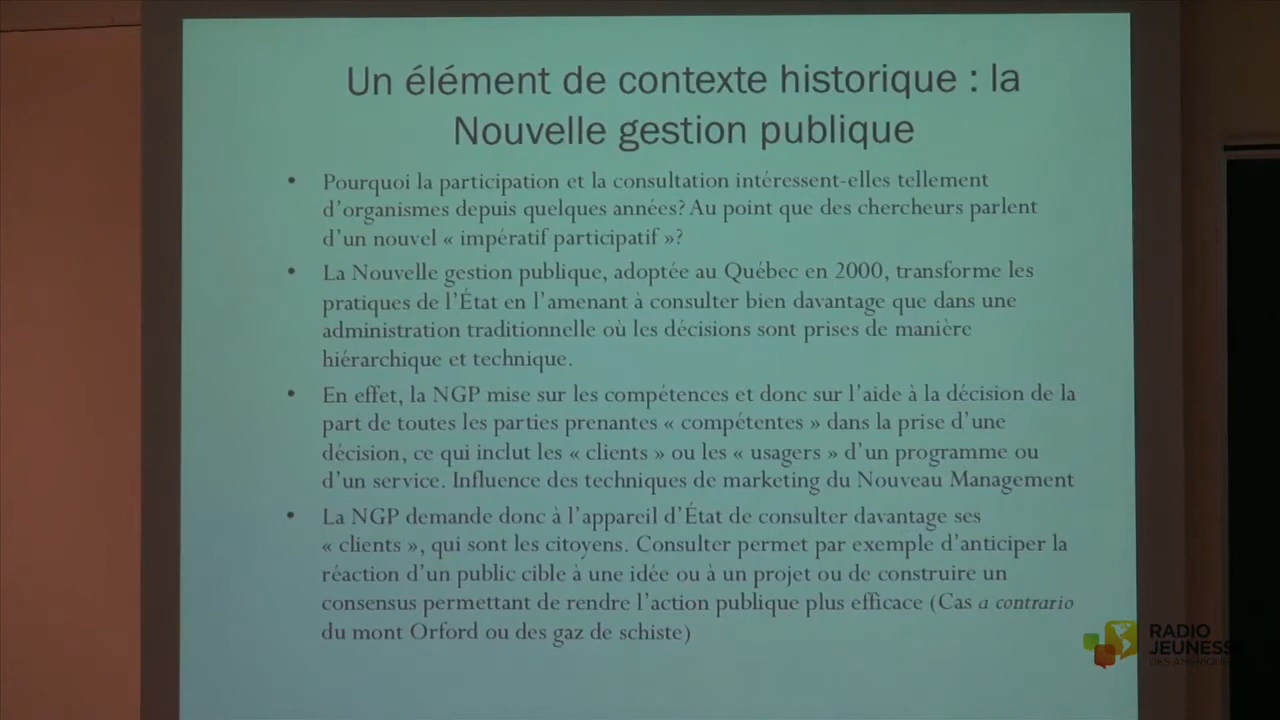 Un élément de contexte historique : la
Nouvelle gestion publique
• Pourquoi la participation et la consultation intéressent-elles tellement
d'organismes depuis quelques années? Au point que des chercheurs parlent
d'un nouvel « impératif participatif »?
• La Nouvelle gestion publique, adoptée au Québec en 2000, transforme les
pratiques de l'État en l'amenant à consulter bien davantage que dans une
administration traditionnelle où les décisions sont prises de manière
hiérarchique et technique.
• En effet, la NGP mise sur les compétences et donc sur l'aide à la décision de la
part de toutes les parties prenantes « compétentes » dans la prise d'une
décision, ce qui inclut les « clients » ou les « usagers » d'un programme ou
d'un service. Influence des techniques de marketing du Nouveau Management
• La NGP demande donc à l'appareil d'État de consulter davantage ses
« clients », qui sont les citoyens. Consulter permet par exemple d'anticiper la
réaction d'un public cible à une idée ou à un projet ou de construire un
consensus permettant de rendre l'action publique plus efficace (Cas a contrario
du mont Orford ou des gaz de schiste)
RADIO
JEUNESSE
DES AMÉRIQUES